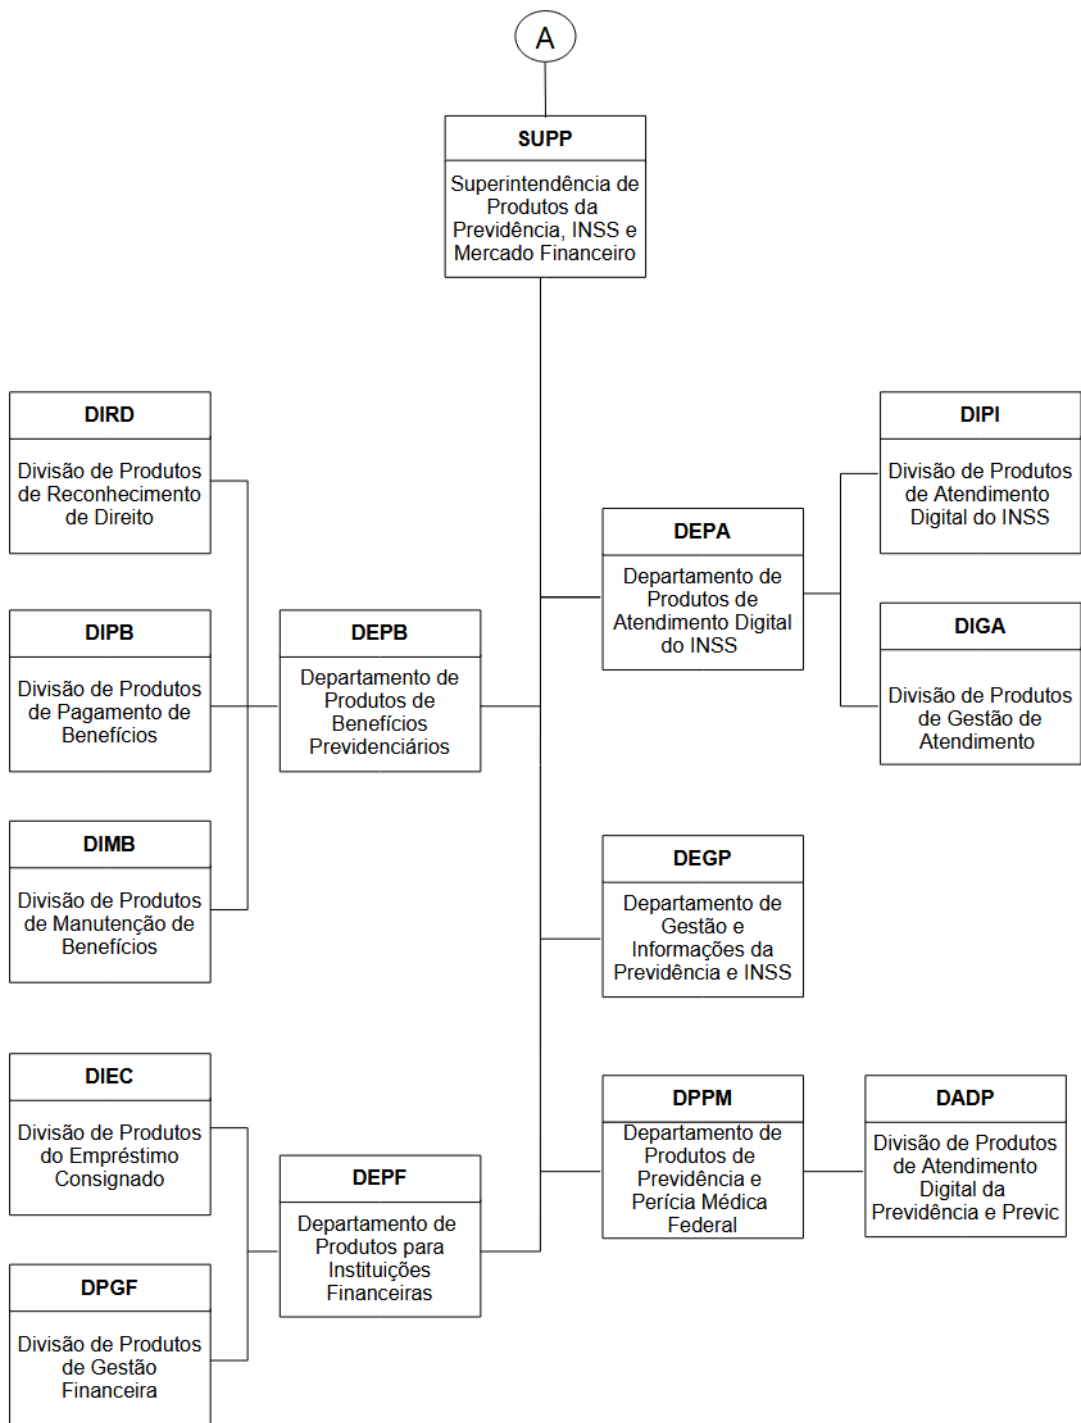 A
SUPP
Superintendência de
Produtos da
Previdência, INSS e
Mercado Financeiro
DIRD
Divisão de Produtos
de Reconhecimento
de Direito
DIPB
Divisão de Produtos
de Pagamento de
Benefícios
DIMB
Divisão de Produtos
de Manutenção de
Benefícios
DEPB
Departamento de
Produtos de
Benefícios
Previdenciários
DEPA
Departamento de
Produtos de
Atendimento Digital
do INSS
DIPI
Divisão de Produtos
de Atendimento
Digital do INSS
DIGA
Divisão de Produtos
de Gestão de
Atendimento
DEGP
Departamento de
Gestão e
Informações da
Previdência e INSS
DIEC
Divisão de Produtos
do Empréstimo
Consignado
DPGF
Divisão de Produtos
de Gestão
Financeira
DEPF
Departamento de
Produtos para
Instituições
Financeiras
DPPM
Departamento de
Produtos de
Previdência e
Perícia Médica
Federal
DADP
Divisão de Produtos
de Atendimento
Digital da
Previdência e Previc